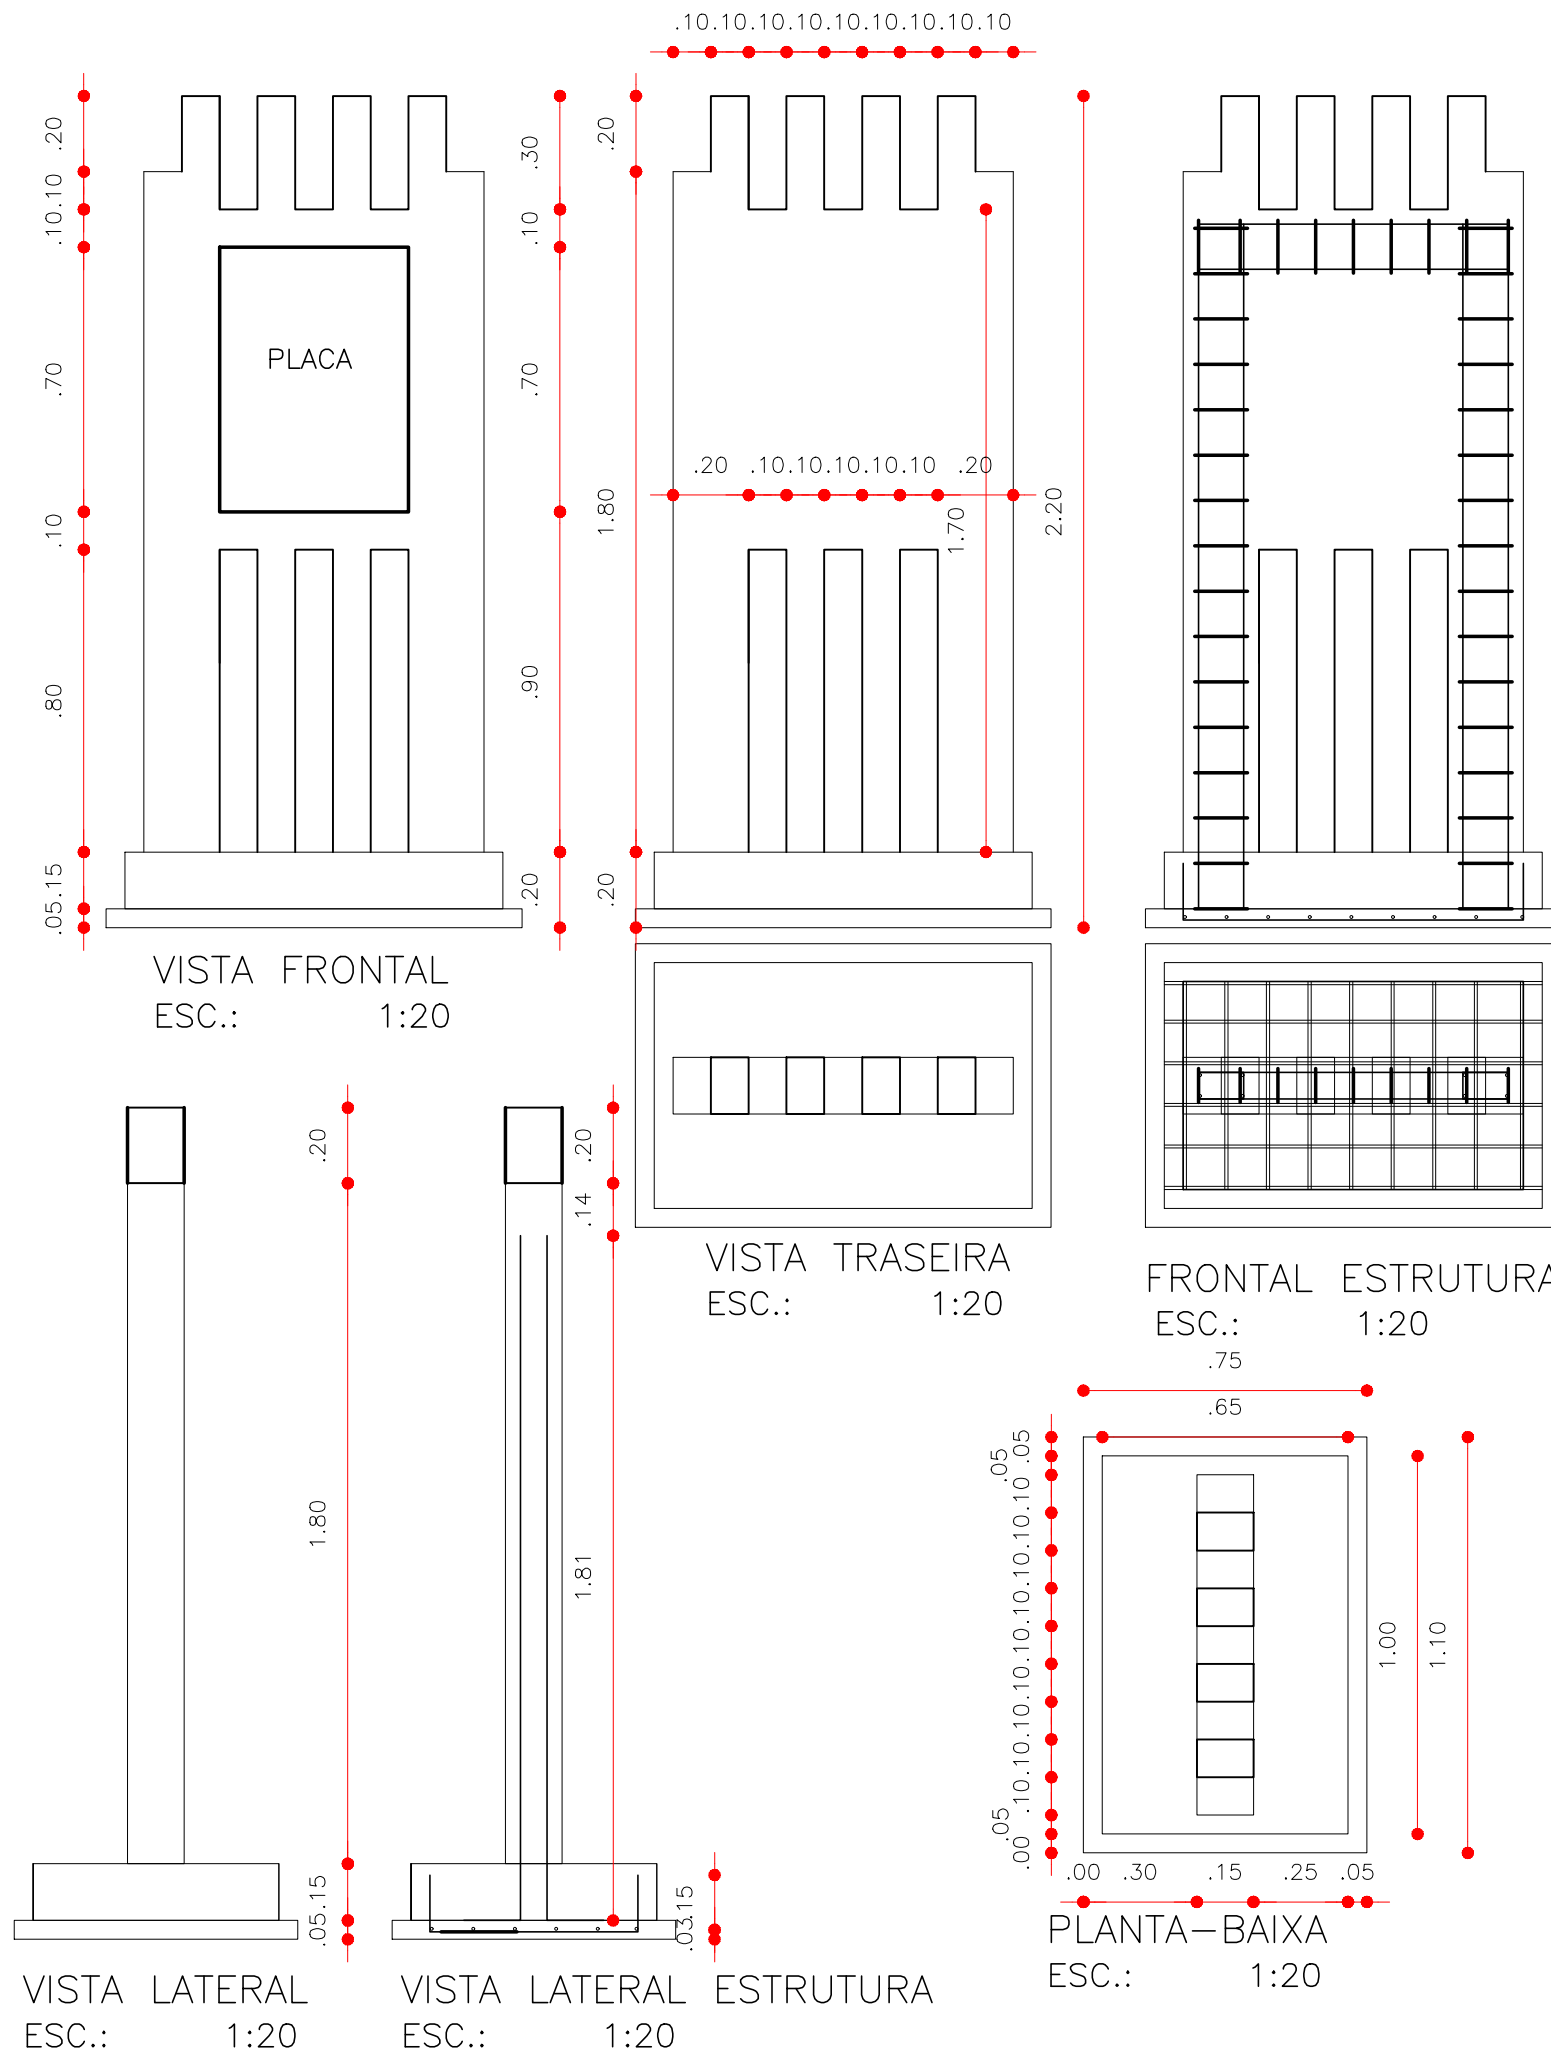 .10.10.10.10.10.10.10.10.10
.20
.10.10
.70
.10
.80
.05.15
PLACA
.30
.10
.70
.90
.20
.20
1.80
.20
.20 .10.10.10.10.10 .20
1.70
2.20
VISTA FRONTAL
ESC.: 1:20
VISTA TRASEIRA
ESC.: 1:20
FRONTAL ESTRUTURA
ESC.: 1:20
.20
1.80
.05.15
VISTA LATERAL
ESC.: 1:20
.20
.14
1.81
.03.15
VISTA LATERAL ESTRUTURA
ESC.: 1:20
.75
.65
.05
.05
.10.10.10.10.10.10.10.10.10
.05
.00
1.00
1.10
.00 .30 .15 .25 .05
PLANTA-BAIXA
ESC.: 1:20